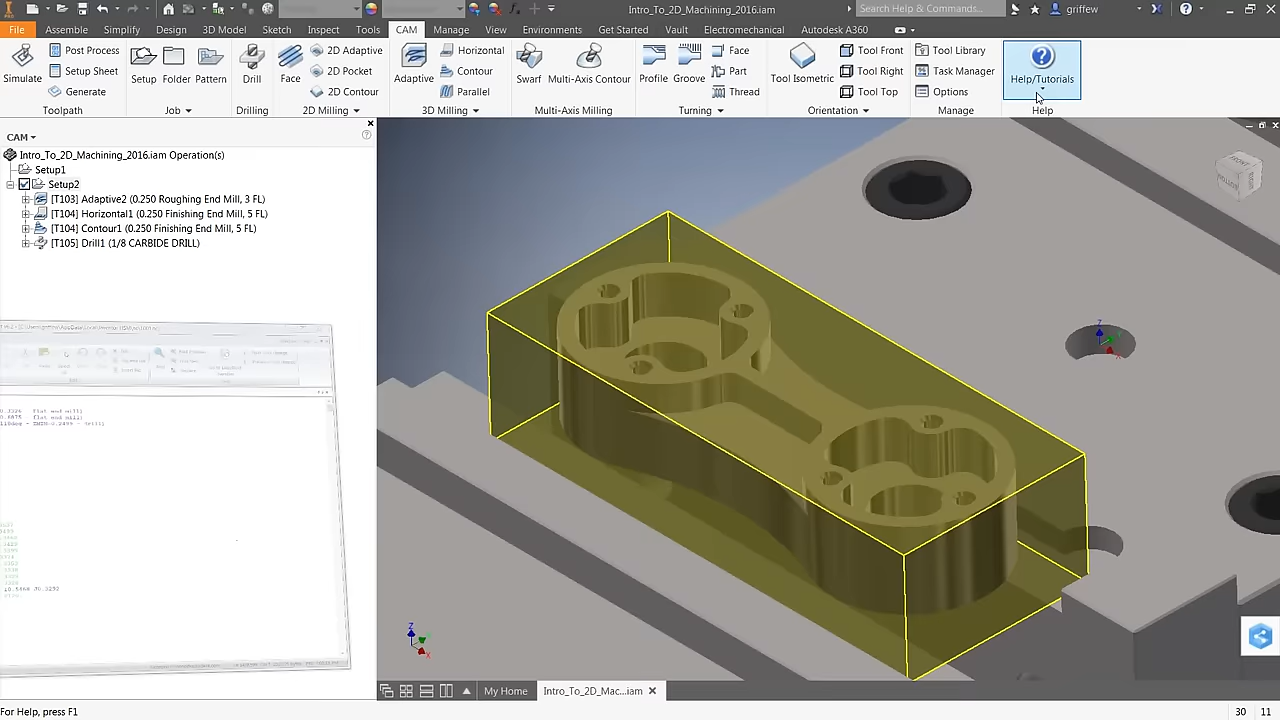 Intro_To_2D_Machining_2016.iam
Search Help & Commands...
griffew
PRO
File Assemble Simplify Design 3D Model Sketch Inspect Tools CAM Manage View Environments Get Started Vault Electromechanical Autodesk A360
Simulate
Post Process
Setup Sheet
Generate
Toolpath
Setup Folder Pattern
Job
Drill
Drilling
Face
2D Adaptive
2D Pocket
2D Contour
2D Milling
Adaptive
Horizontal
Contour
Parallel
3D Milling
Swarf Multi-Axis Contour
Multi-Axis Milling
Profile Groove
Face
Part
Thread
Turning
Tool Isometric
Tool Front
Tool Right
Tool Top
Orientation
Tool Library
Task Manager
Options
Manage
Help/Tutorials
Help
CAM
Intro_To_2D_Machining_2016.iam Operation(s)
Setup1
Setup2
[T103] Adaptive2 (0.250 Roughing End Mill, 3 FL)
[T104] Horizontal1 (0.250 Finishing End Mill, 5 FL)
[T104] Contour1 (0.250 Finishing End Mill, 5 FL)
[T105] Drill1 (1/8 CARBIDE DRILL)
FRONT
Z
Z
X
My Home
Intro_To_2D_Mac...iam
For Help, press F1
30 11